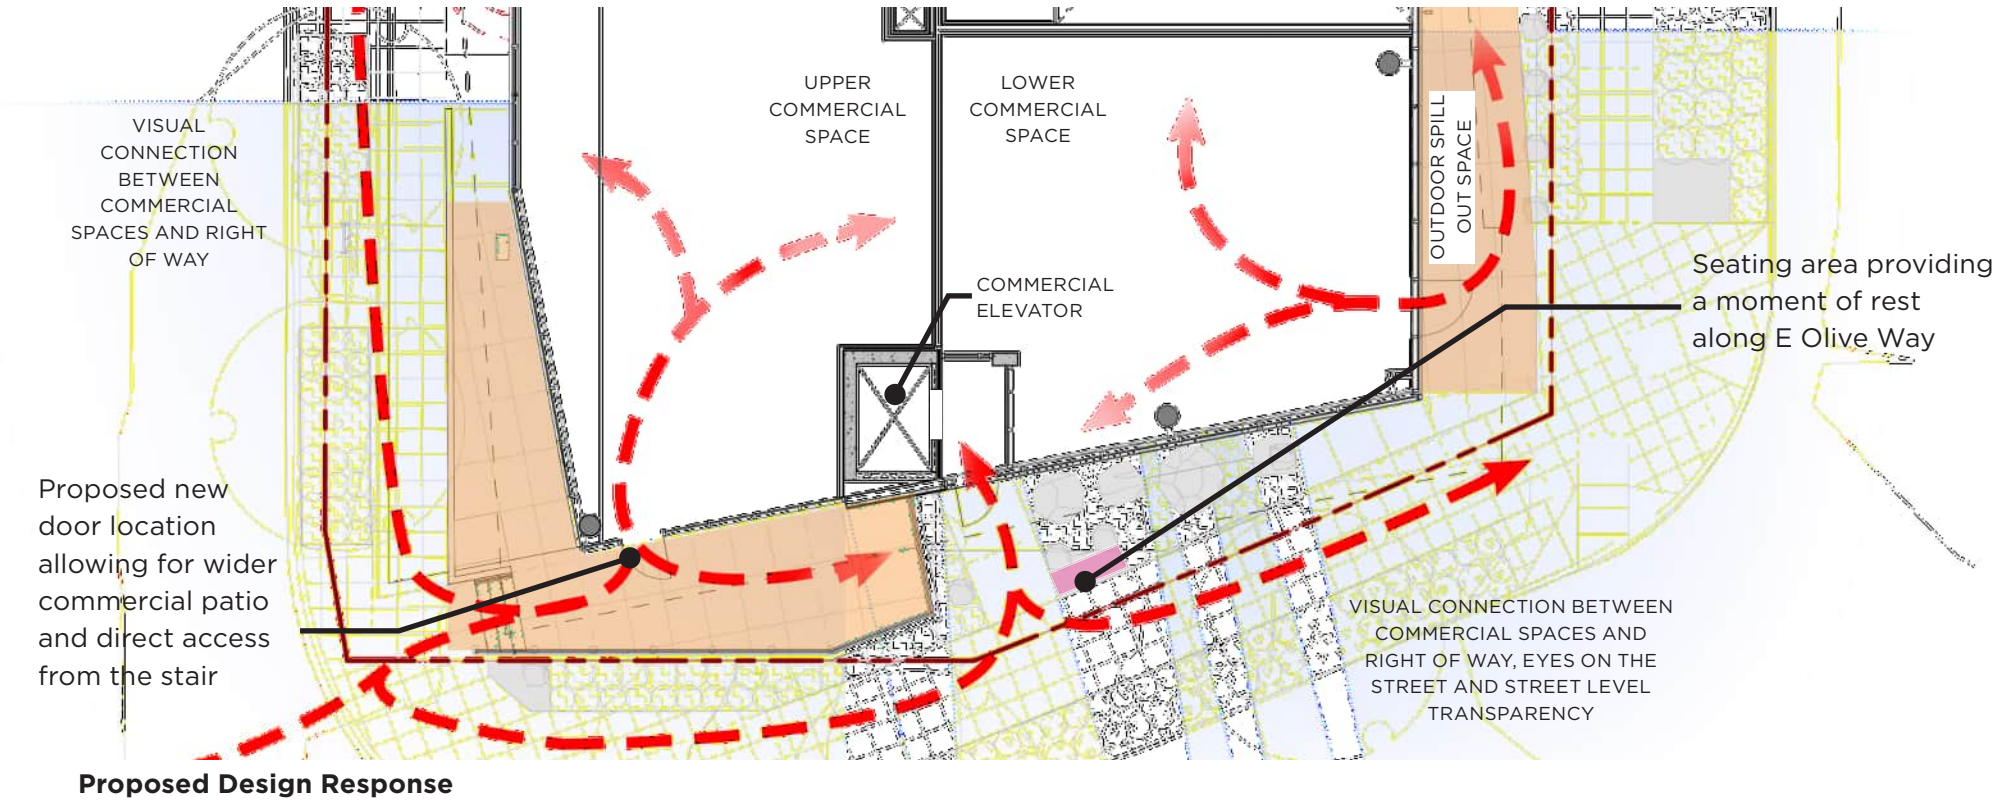 VISUAL
CONNECTION
BETWEEN
COMMERCIAL
SPACES AND RIGHT
OF WAY
UPPER
COMMERCIAL
SPACE
LOWER
COMMERCIAL
SPACE
OUTDOOR SPILL
OUT SPACE
COMMERCIAL
ELEVATOR
Seating area providing
a moment of rest
along E Olive Way
Proposed new
door location
allowing for wider
commercial patio
and direct access
from the stair
VISUAL CONNECTION BETWEEN
COMMERCIAL SPACES AND
RIGHT OF WAY, EYES ON THE
STREET AND STREET LEVEL
TRANSPARENCY
Proposed Design Response